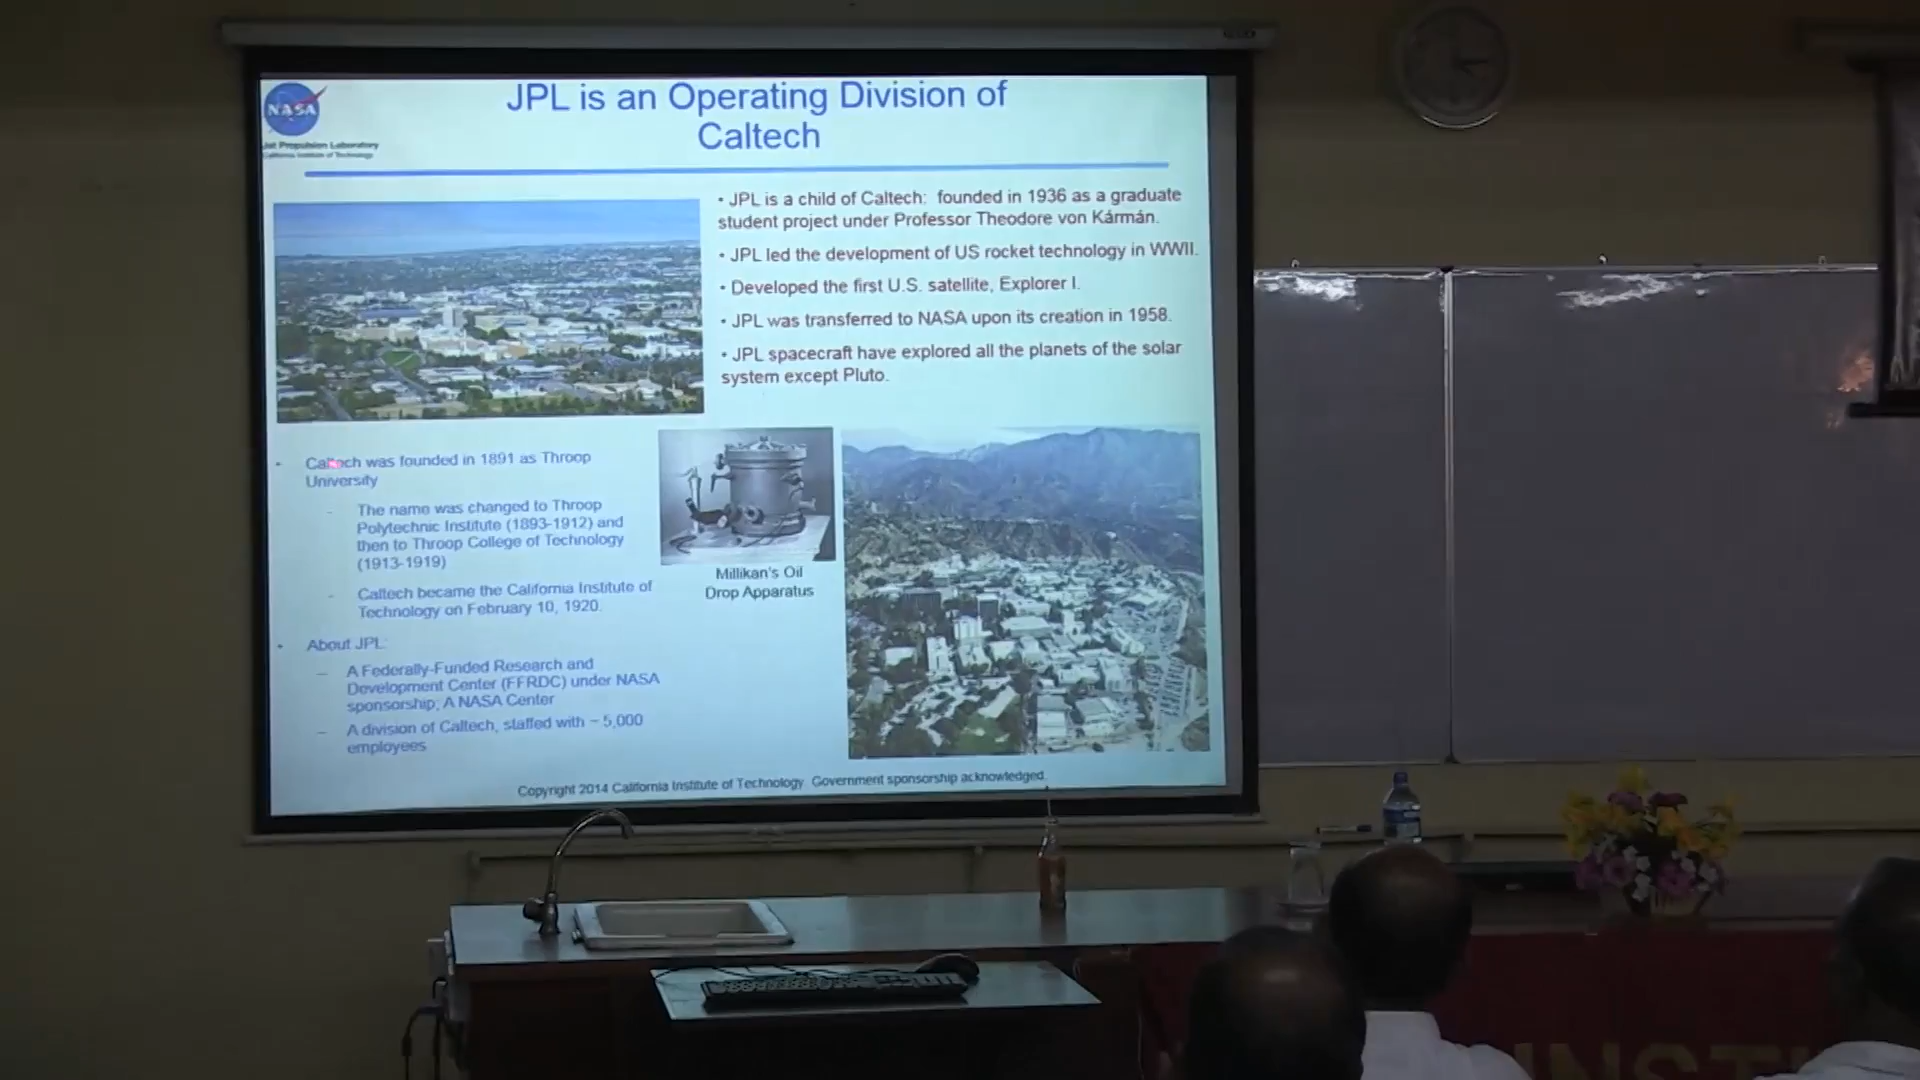 JPL is an Operating Division of
Caltech
NASA
Jet Propulsion Laboratory
California Institute of Technology
• JPL is a child of Caltech: founded in 1936 as a graduate
student project under Professor Theodore von Kármán.
• JPL led the development of US rocket technology in WWII.
• Developed the first U.S. satellite, Explorer I.
• JPL was transferred to NASA upon its creation in 1958.
• JPL spacecraft have explored all the planets of the solar
system except Pluto.
• Caltech was founded in 1891 as Throop
University
- The name was changed to Throop
Polytechnic Institute (1893-1912) and
then to Throop College of Technology
(1913-1919)
- Caltech became the California Institute of
Technology on February 10, 1920.
• About JPL:
– A Federally-Funded Research and
Development Center (FFRDC) under NASA
sponsorship; A NASA Center
– A division of Caltech, staffed with ~ 5,000
employees
Millikan's Oil
Drop Apparatus
Copyright 2014 California Institute of Technology. Government sponsorship acknowledged.